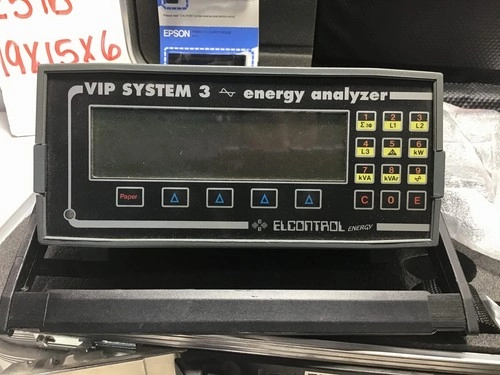 EPSON
19X15X6
VIP SYSTEM 3 energy analyzer
1 2 3
Σ3Φ L1 L2
4 5 6
L3 kW
7 8 9
kVA kVAr
Paper C 0 E
ELCONTROL ENERGY